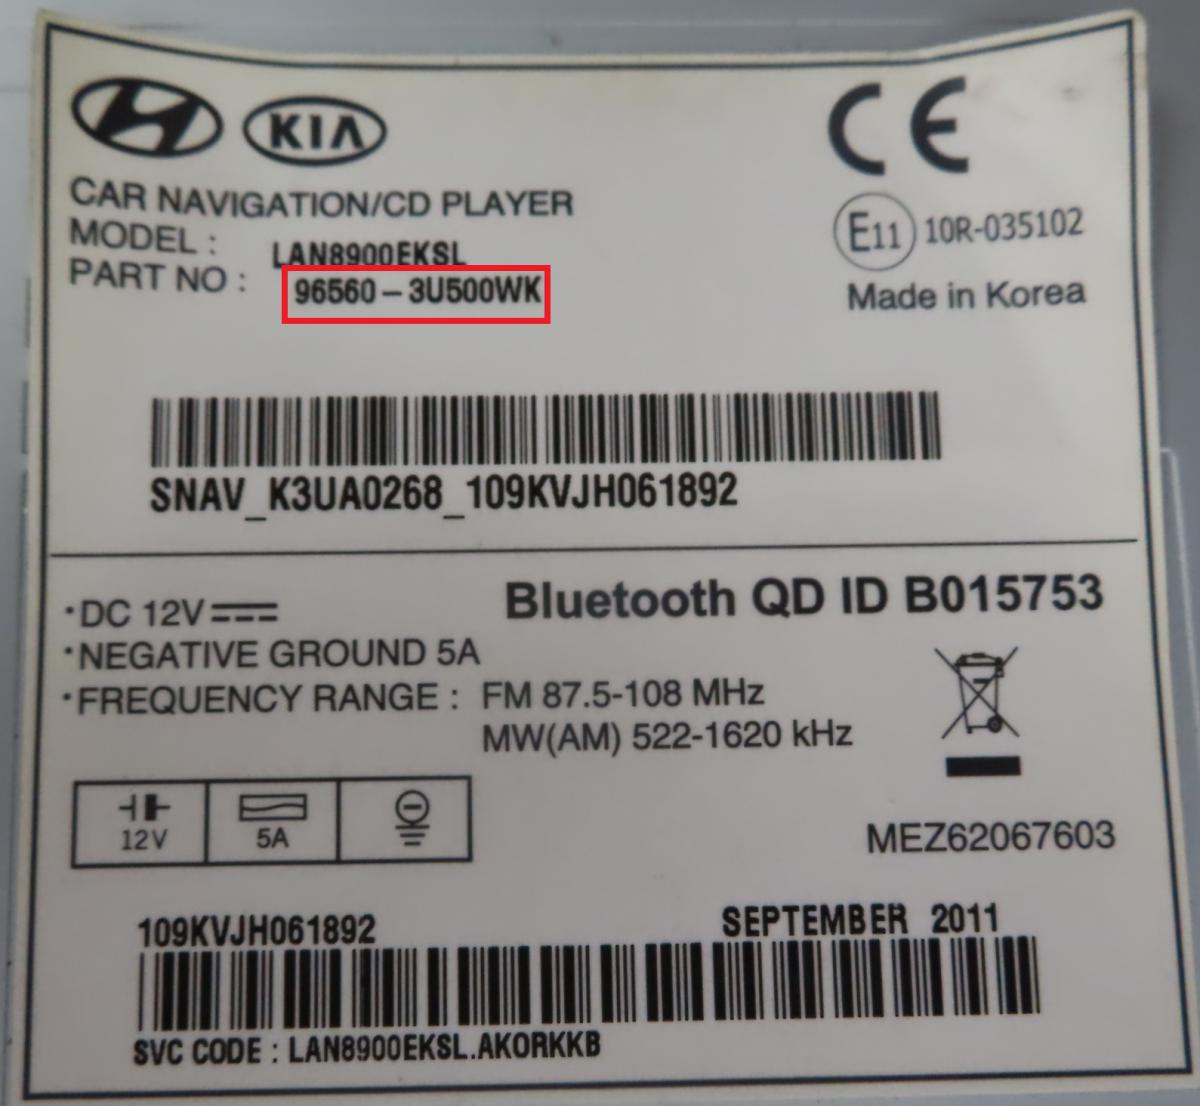 KIA
CE
CAR NAVIGATION/CD PLAYER
MODEL : LAN8900EKSL
PART NO : 96560-3U500WK
E11 10R-035102
Made in Korea
SNAV_K3UA0268_109KVJH061892
Bluetooth QD ID B015753
·DC 12V
·NEGATIVE GROUND 5A
·FREQUENCY RANGE : FM 87.5-108 MHz
MW(AM) 522-1620 kHz
12V 5A
MEZ62067603
109KVJH061892 SEPTEMBER 2011
SVC CODE : LAN8900EKSL.AKORKKB